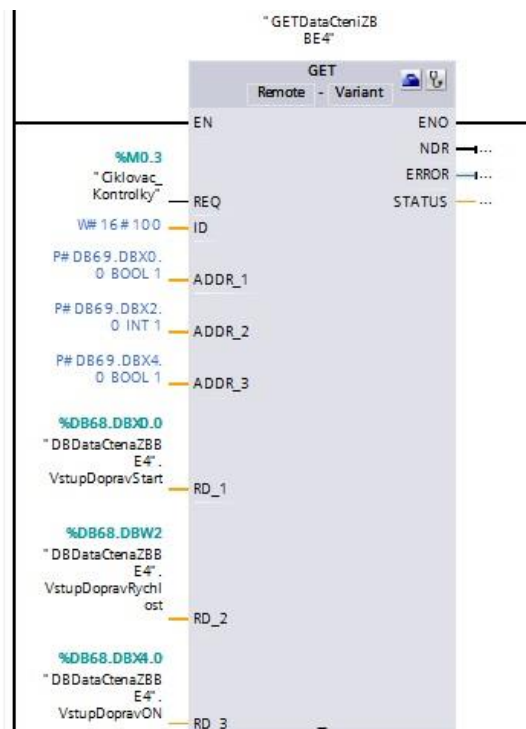 "GETDataCteniZB
BE4"
GET
Remote - Variant
EN
ENO
NDR
...
%M0.3
ERROR
...
"Ciklovac_
Kontrolky"
REQ
STATUS
...
W#16#100
ID
P#DB69.DBX0.
0 BOOL 1
ADDR_1
P#DB69.DBX2.
0 INT 1
ADDR_2
P#DB69.DBX4.
0 BOOL 1
ADDR_3
%DB68.DBX0.0
"DBDataCtenaZBB
E4".
VstupDopravStart
RD_1
%DB68.DBW2
"DBDataCtenaZBB
E4".
VstupDopravRychl
ost
RD_2
%DB68.DBX4.0
"DBDataCtenaZBB
E4".
VstupDopravON
RD_3